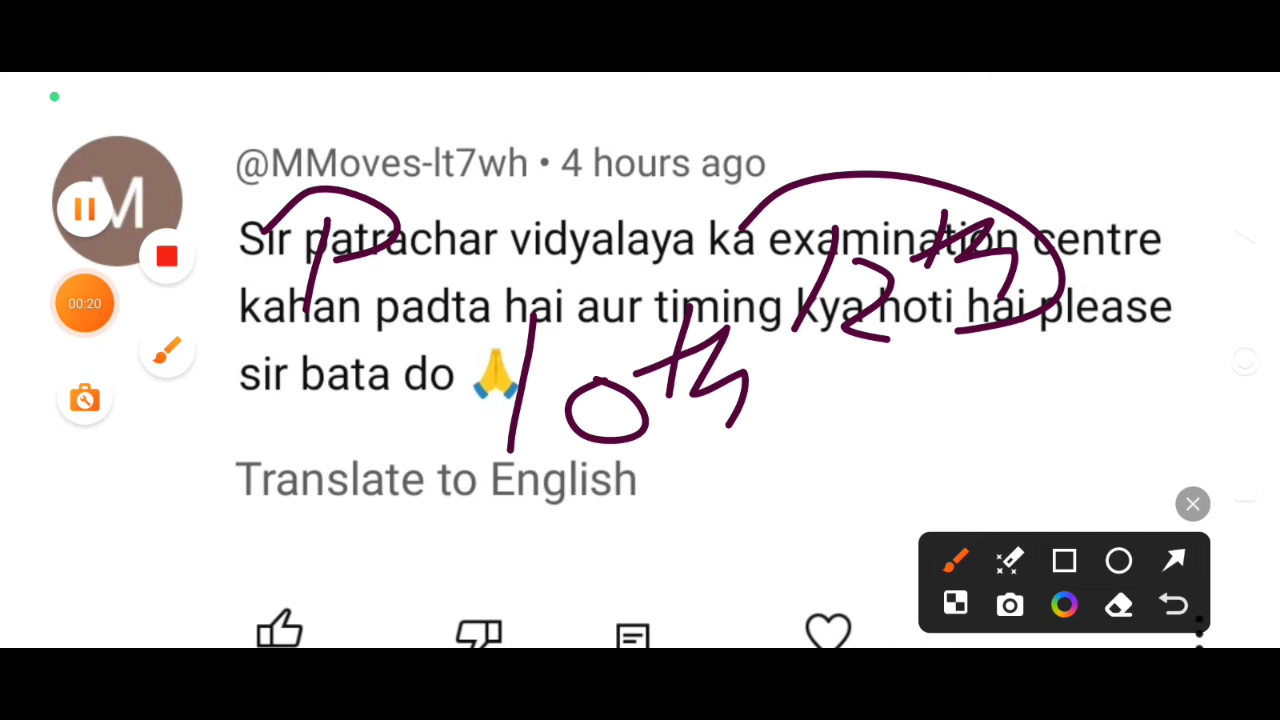 @MMoves-lt7wh • 4 hours ago
Sir patrachar vidyalaya ka examination centre
kahan padta hai aur timing kya hoti hai please
sir bata do 🙏
P
12th
10th
Translate to English
M
00:20